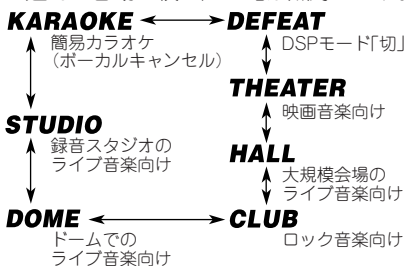 KARAOKE DEFEAT
簡易カラオケ
(ボーカルキャンセル)
DSPモード「切」
THEATER
映画音楽向け
STUDIO
録音スタジオの
ライブ音楽向け
HALL
大規模会場の
ライブ音楽向け
DOME
ドームでの
ライブ音楽向け
CLUB
ロック音楽向け